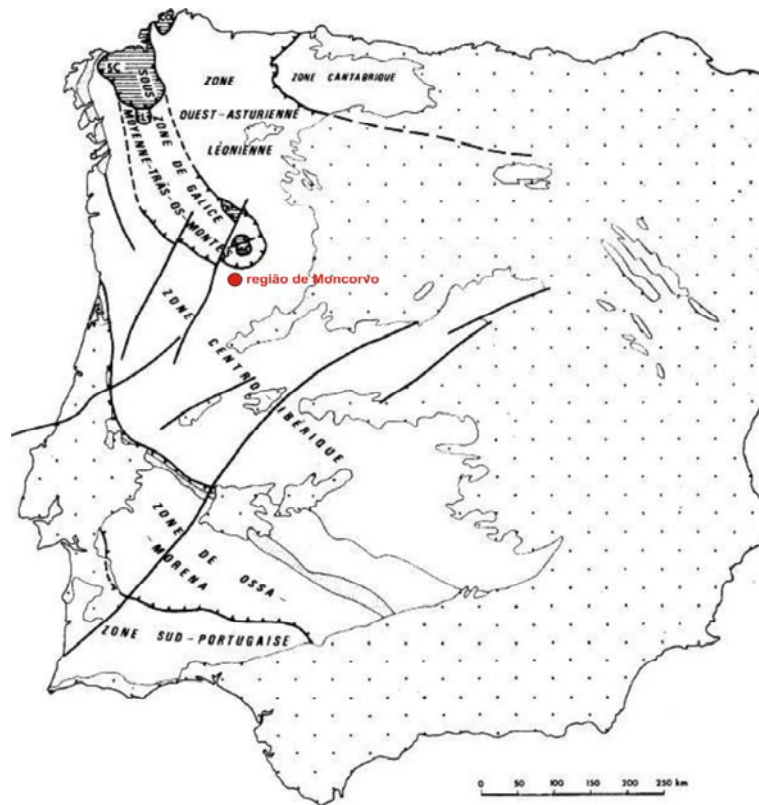 ZONE
ZONE CANTABRIQUE
OUEST-ASTURIENNE
LÉONIENNE
SC
SOUS ZONE DE GALICE
MOYENNE-TRÁS-OS-MONTES
região de Moncorvo
ZONE CENTRO IBÉRIQUE
ZONE DE OSSA-
MORENA
ZONE SUD-PORTUGAISE
0 50 100 150 200 250 km